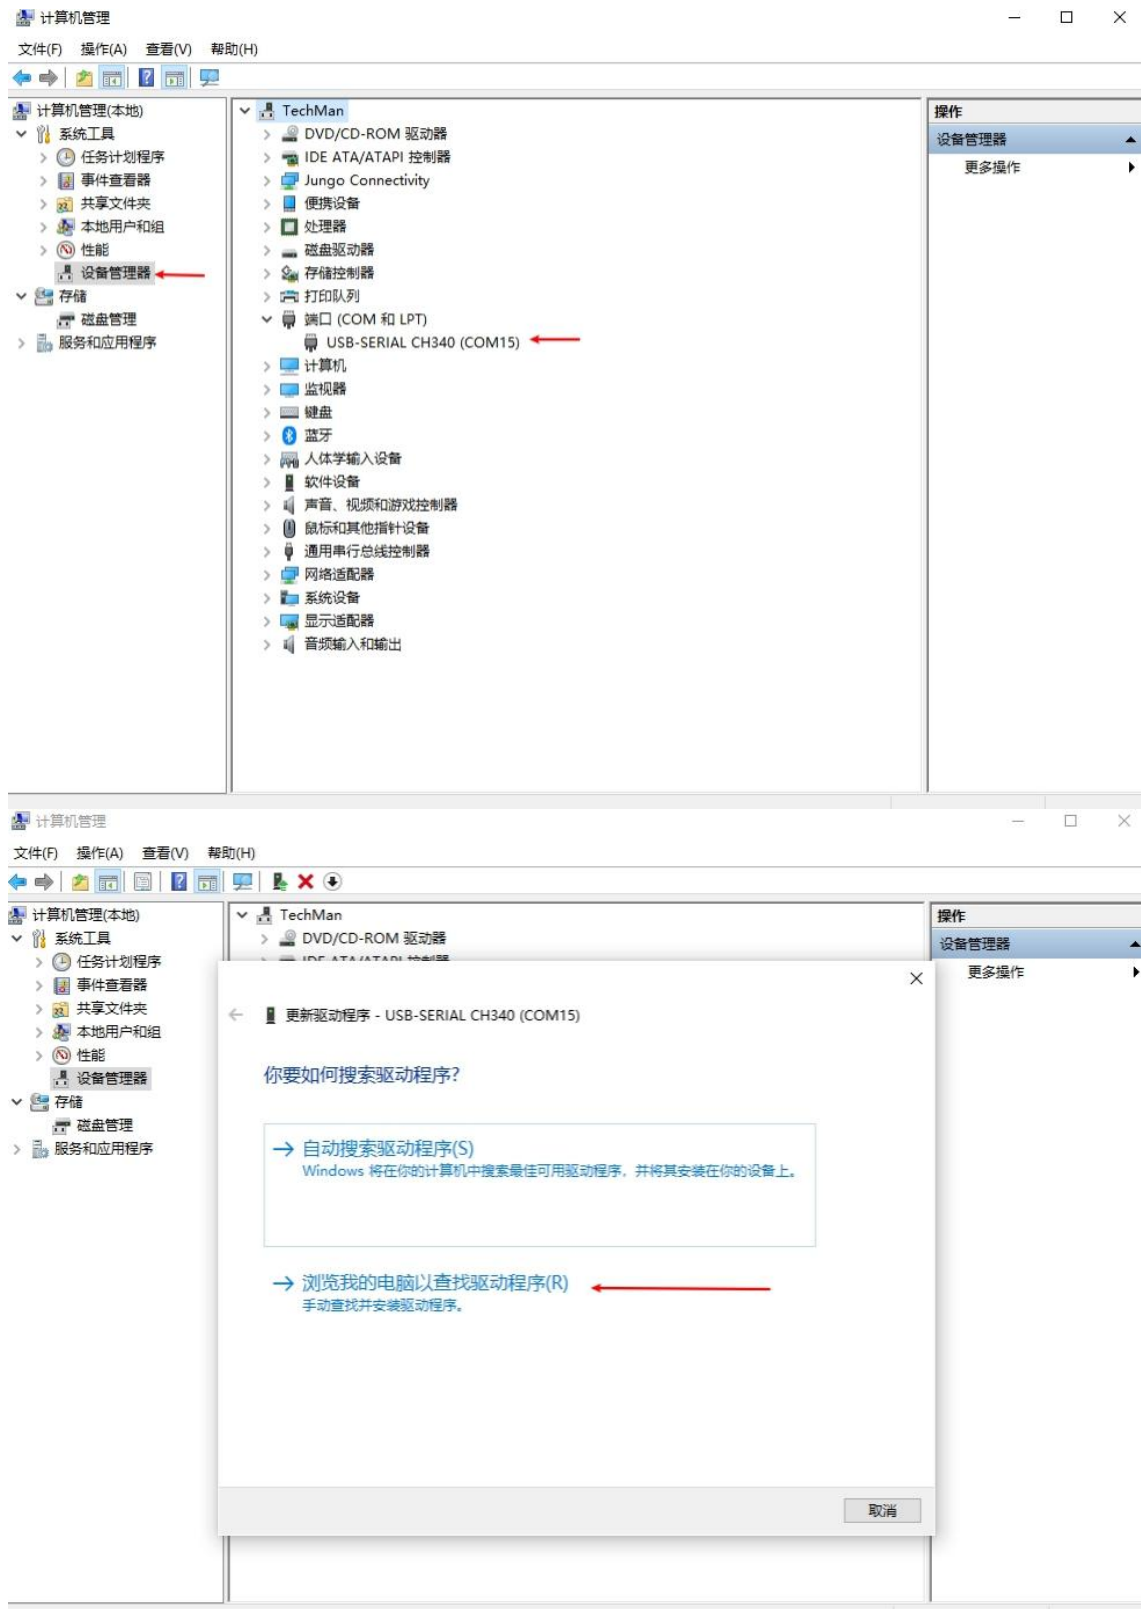 计算机管理
文件(F) 操作(A) 查看(V) 帮助(H)
计算机管理(本地)
系统工具
任务计划程序
事件查看器
共享文件夹
本地用户和组
性能
设备管理器
存储
磁盘管理
服务和应用程序
TechMan
DVD/CD-ROM 驱动器
IDE ATA/ATAPI 控制器
Jungo Connectivity
便携设备
处理器
磁盘驱动器
存储控制器
打印队列
端口 (COM 和 LPT)
USB-SERIAL CH340 (COM15)
计算机
监视器
键盘
蓝牙
人体学输入设备
软件设备
声音、视频和游戏控制器
鼠标和其他指针设备
通用串行总线控制器
网络适配器
系统设备
显示适配器
音频输入和输出
操作
设备管理器
更多操作
计算机管理
文件(F) 操作(A) 查看(V) 帮助(H)
计算机管理(本地)
系统工具
任务计划程序
事件查看器
共享文件夹
本地用户和组
性能
设备管理器
存储
磁盘管理
服务和应用程序
TechMan
DVD/CD-ROM 驱动器
IDE ATA/ATAPI 控制器
更新驱动程序 - USB-SERIAL CH340 (COM15)
你要如何搜索驱动程序?
自动搜索驱动程序(S)
Windows 将在你的计算机中搜索最佳可用驱动程序，并将其安装在你的设备上。
浏览我的电脑以查找驱动程序(R)
手动查找并安装驱动程序。
取消
操作
设备管理器
更多操作